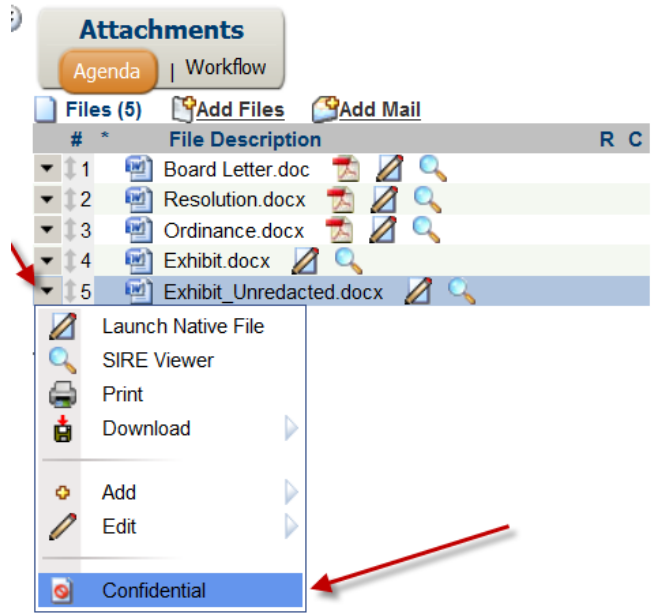 Attachments
Agenda | Workflow
Files (5) Add Files Add Mail
# * File Description R C
1 Board Letter.doc
2 Resolution.docx
3 Ordinance.docx
4 Exhibit.docx
5 Exhibit_Unredacted.docx
Launch Native File
SIRE Viewer
Print
Download
Add
Edit
Confidential